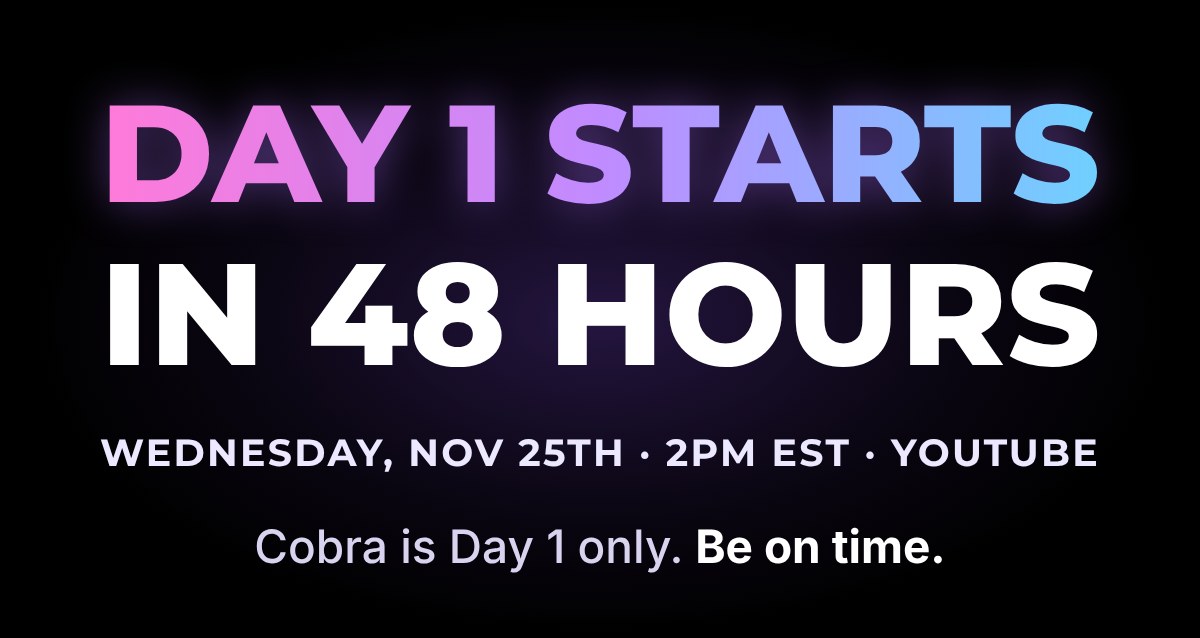 DAY 1 STARTS
IN 48 HOURS
WEDNESDAY, NOV 25TH · 2PM EST · YOUTUBE
Cobra is Day 1 only. Be on time.